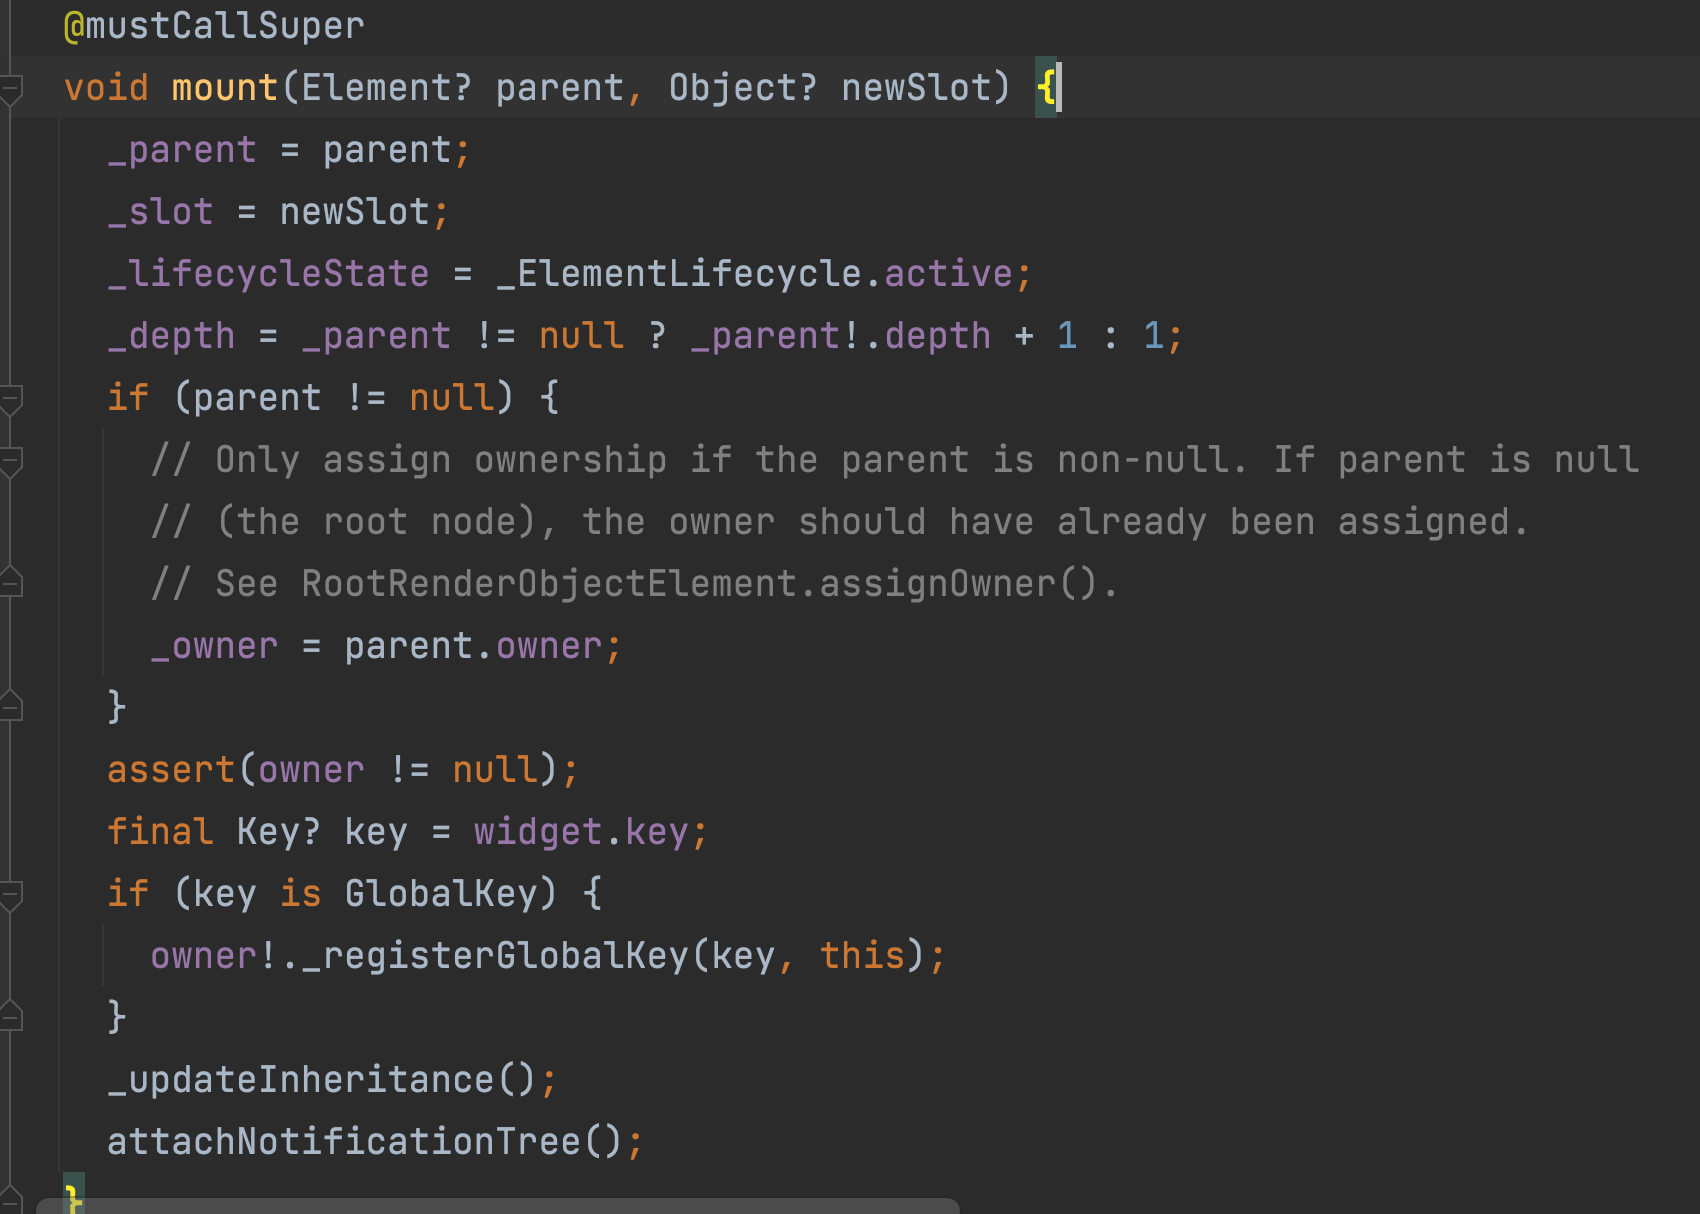 @mustCallSuper
void mount(Element? parent, Object? newSlot) {
  _parent = parent;
  _slot = newSlot;
  _lifecycleState = _ElementLifecycle.active;
  _depth = _parent != null ? _parent!.depth + 1 : 1;
  if (parent != null) {
    // Only assign ownership if the parent is non-null. If parent is null
    // (the root node), the owner should have already been assigned.
    // See RootRenderObjectElement.assignOwner().
    _owner = parent.owner;
  }
  assert(owner != null);
  final Key? key = widget.key;
  if (key is GlobalKey) {
    owner!._registerGlobalKey(key, this);
  }
  _updateInheritance();
  attachNotificationTree();
}